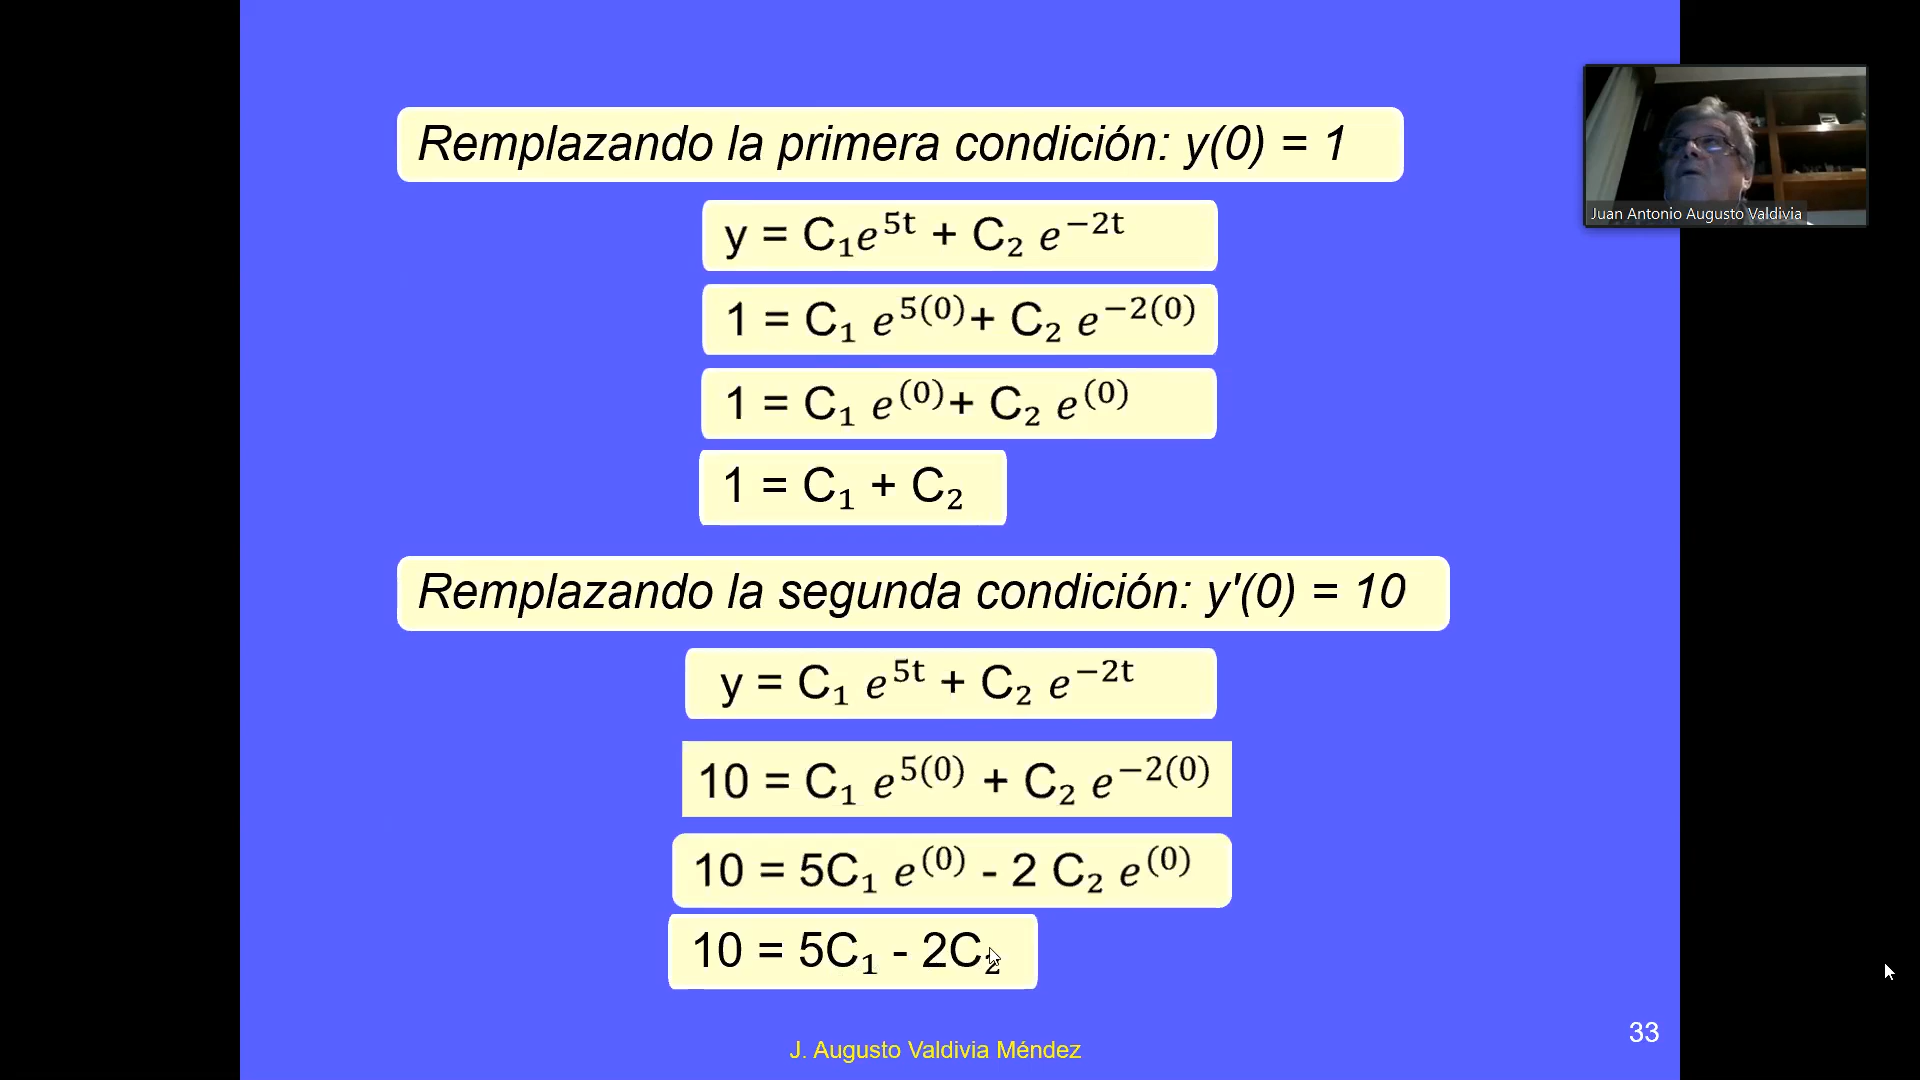 Remplazando la primera condición: y(0) = 1
Juan Antonio Augusto Valdivia
y = C₁e^{5t} + C₂ e^{−2t}
1 = C₁ e^{5(0)}+ C₂ e^{−2(0)}
1 = C₁ e^{(0)}+ C₂ e^{(0)}
1 = C₁ + C₂
Remplazando la segunda condición: y'(0) = 10
y = C₁ e^{5t} + C₂ e^{−2t}
10 = C₁ e^{5(0)} + C₂ e^{−2(0)}
10 = 5C₁ e^{(0)} - 2 C₂ e^{(0)}
10 = 5C₁ - 2C₂
33
J. Augusto Valdivia Méndez